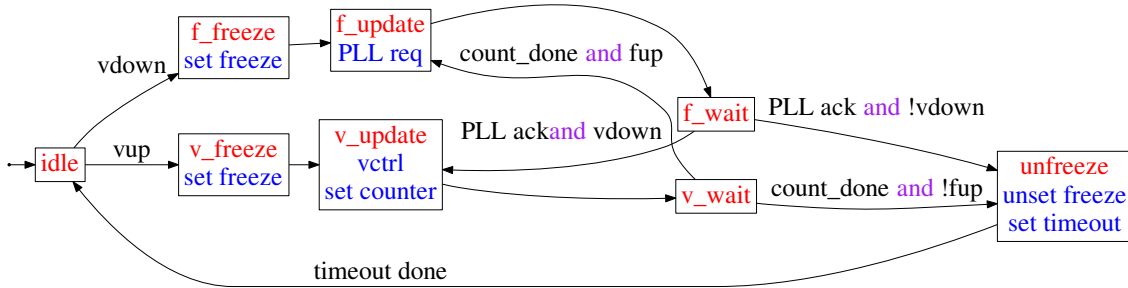 f_freeze
set freeze
f_update
PLL req
vdown
count_done and fup
f_wait
PLL ack and !vdown
PLL ackand vdown
idle
vup
v_freeze
set freeze
v_update
vctrl
set counter
v_wait
count_done and !fup
unfreeze
unset freeze
set timeout
timeout done